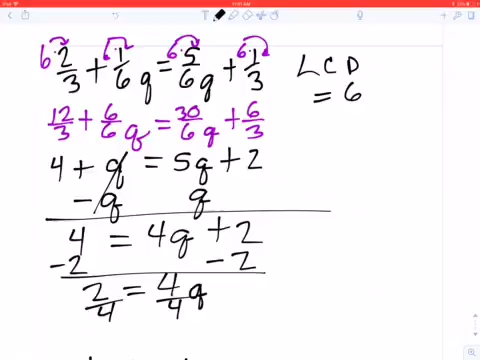 6·2/3 + 1/6 q = 6·5/6 q + 6·1/3 LCD
= 6
12/3 + 6/6 q = 30/6 q + 6/3
4 + q = 5q + 2
- q q
4 = 4q + 2
-2 -2
2/4 = 4/4 q